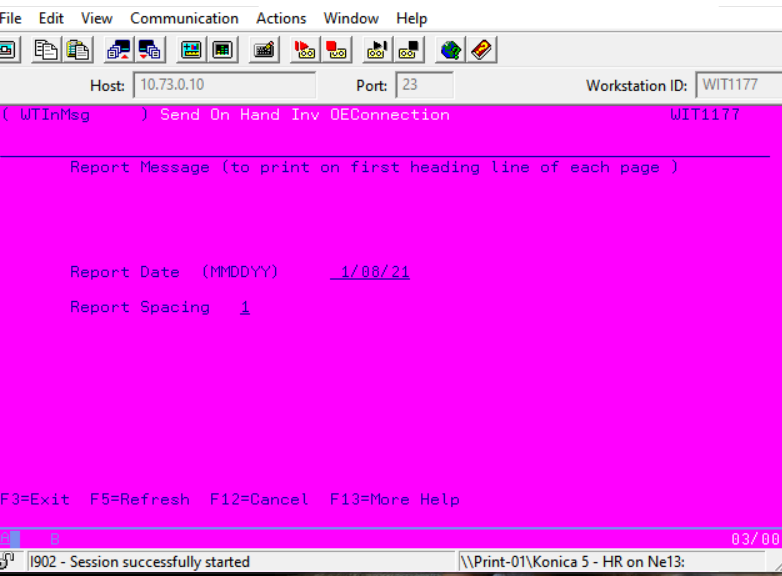 File Edit View Communication Actions Window Help
Host: 10.73.0.10 Port: 23 Workstation ID: WIT1177
( WTInMsg ) Send On Hand Inv OEConnection WIT1177
Report Message (to print on first heading line of each page )
Report Date (MMDDYY) 1/08/21
Report Spacing 1
F3=Exit F5=Refresh F12=Cancel F13=More Help
A B 03/00
I902 - Session successfully started \\Print-01\Konica 5 - HR on Ne13: